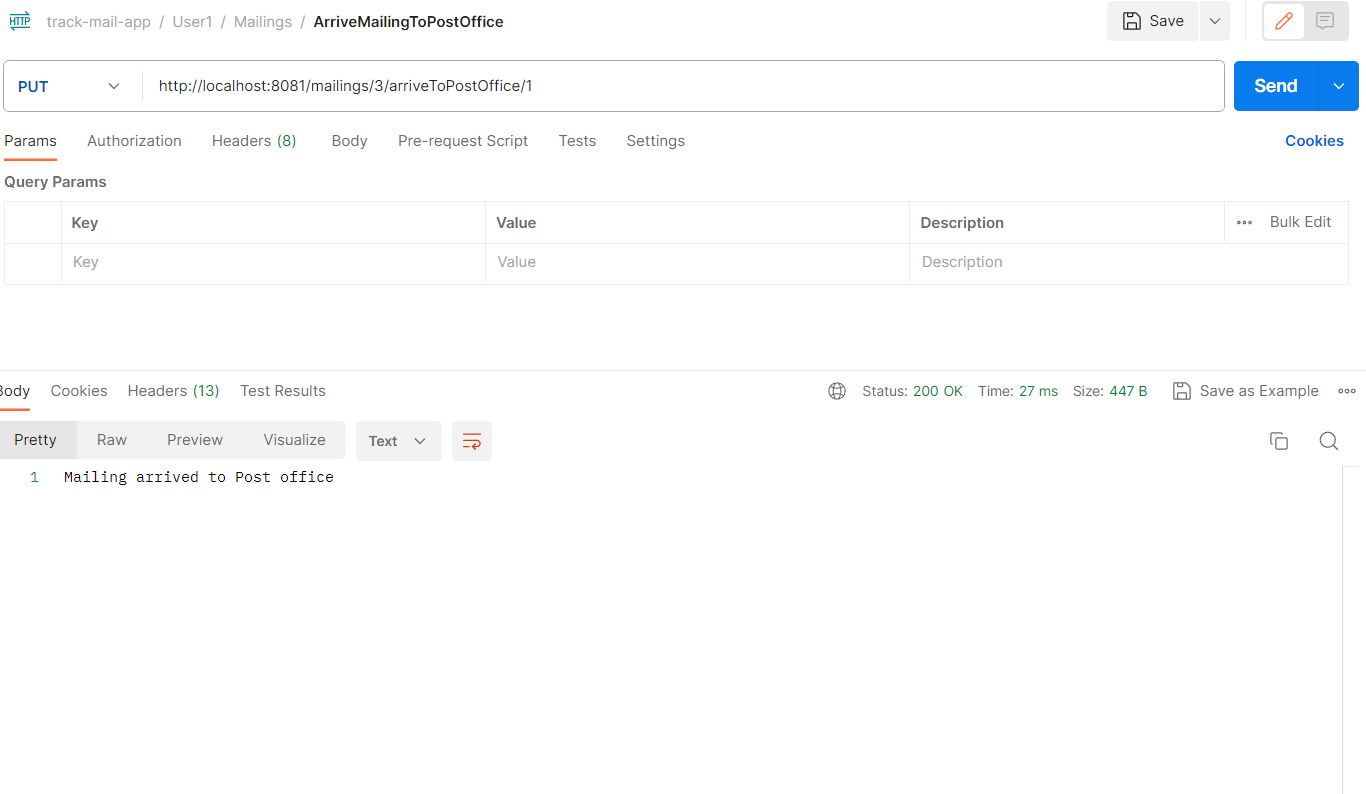 HTTP track-mail-app / User1 / Mailings / ArriveMailingToPostOffice Save
PUT http://localhost:8081/mailings/3/arriveToPostOffice/1 Send
Params Authorization Headers (8) Body Pre-request Script Tests Settings Cookies
Query Params
Key Value Description Bulk Edit
Key Value Description
Body Cookies Headers (13) Test Results Status: 200 OK Time: 27 ms Size: 447 B Save as Example
Pretty Raw Preview Visualize Text
1 Mailing arrived to Post office